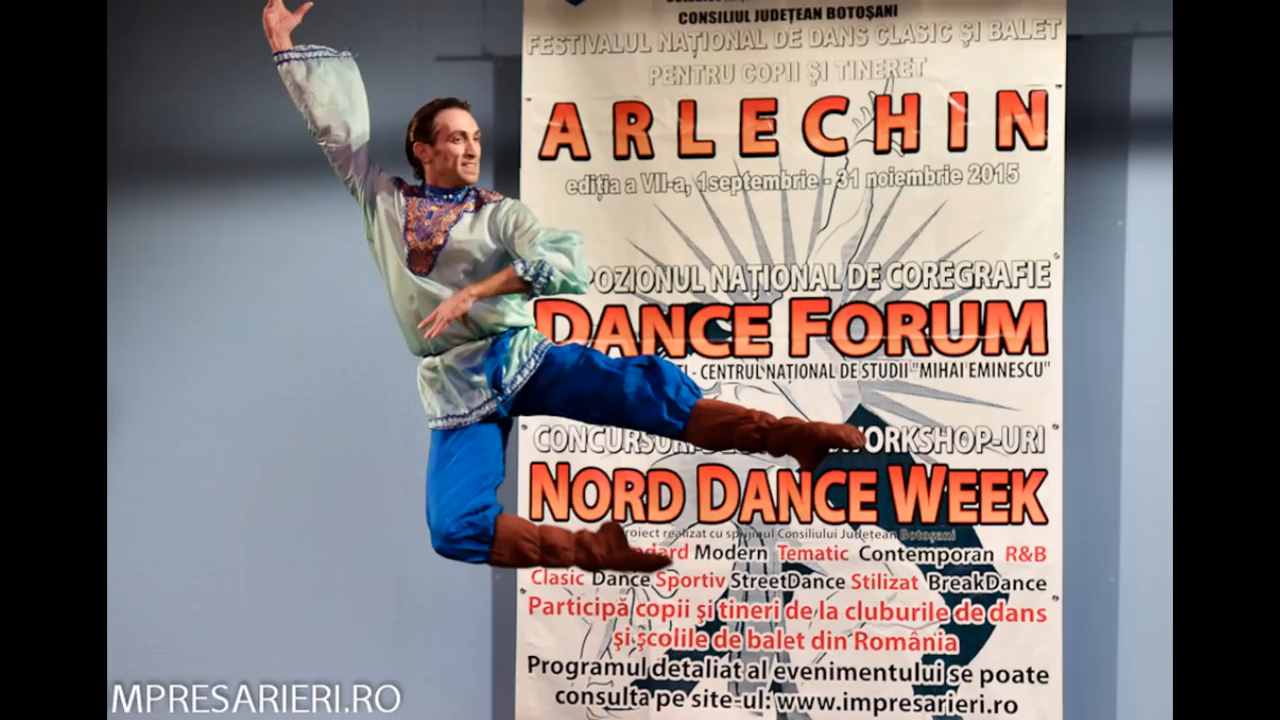 CONSILIUL JUDEȚEAN BOTOȘANI
FESTIVALUL NAȚIONAL DE DANS CLASIC ȘI BALET
PENTRU COPII ȘI TINERET
ARLECHIN
ediția a VII-a, 1septembrie - 31 noiembrie 2015
POZIONUL NAȚIONAL DE COREGRAFIE
DANCE FORUM
- CENTRUL NAȚIONAL DE STUDII "MIHAI EMINESCU"
CONCURSURI WORKSHOP-URI
NORD DANCE WEEK
roiect realizat cu sprijinul Consiliului Județean Botoșani
ndard Modern Tematic Contemporan R&B
Clasic Dance Sportiv StreetDance Stilizat BreakDance
Participă copii și tineri de la cluburile de dans
și școlile de balet din România
Programul detaliat al evenimentului se poate
consulta pe site-ul: www.impresarieri.ro
MPRESARIERI.RO